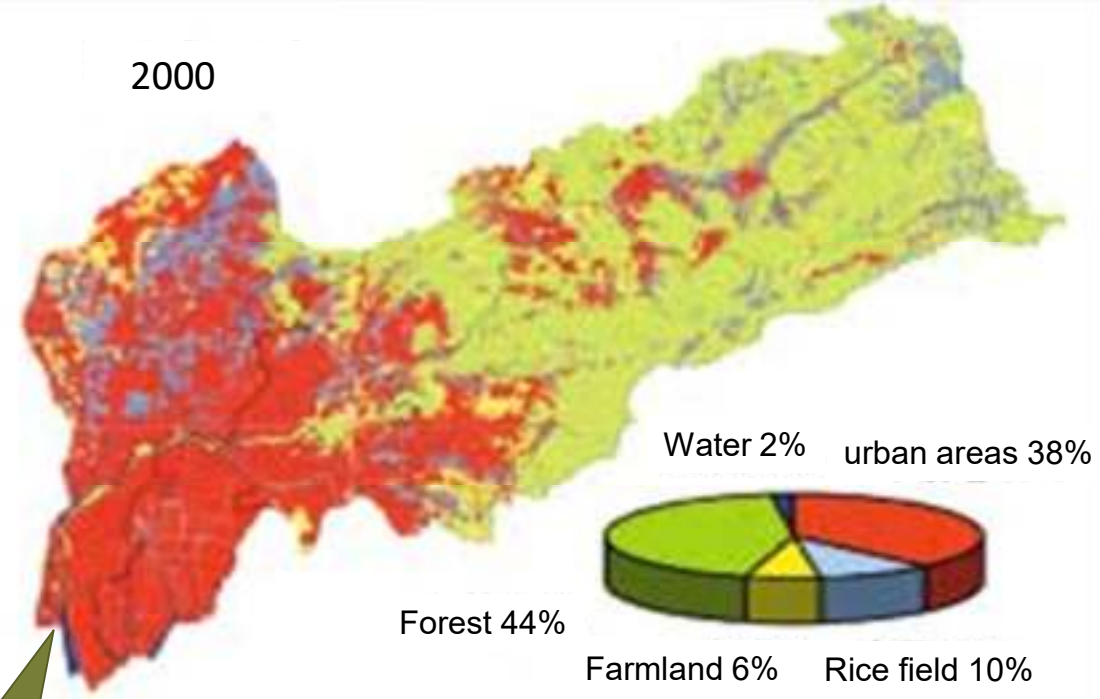 2000
Water 2%
urban areas 38%
Forest 44%
Farmland 6%
Rice field 10%